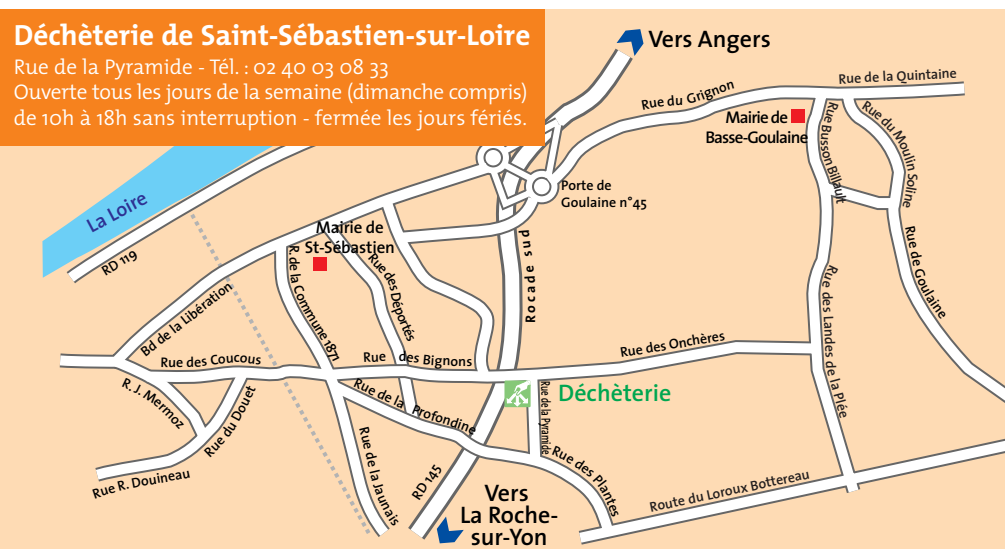 Déchèterie de Saint-Sébastien-sur-Loire
Rue de la Pyramide - Tél. : 02 40 03 08 33
Ouverte tous les jours de la semaine (dimanche compris)
de 10h à 18h sans interruption - fermée les jours fériés.
Vers Angers
Rue de la Quintaine
Rue du Grignon
Mairie de
Basse-Goulaine
Rue Busson Billault
Rue du Moulin Soine
Porte de
Goulaine n°45
La Loire
RD 119
Mairie de
St-Sébastien
Rocade sud
Rue de Goulaine
R. de la Commune 1871
Rue des Déportés
Bd de la Libération
Rue des Landes de la Plée
Rue des Coucous
Rue des Bignons
Rue des Onchères
R. J. Mermoz
Rue du Douet
Rue de la Profondine
Déchèterie
Rue de la Pyramide
Rue R. Douineau
Rue de la Jaunais
RD 145
Rue des Plantes
Route du Loroux Bottereau
Vers
La Roche-
sur-Yon